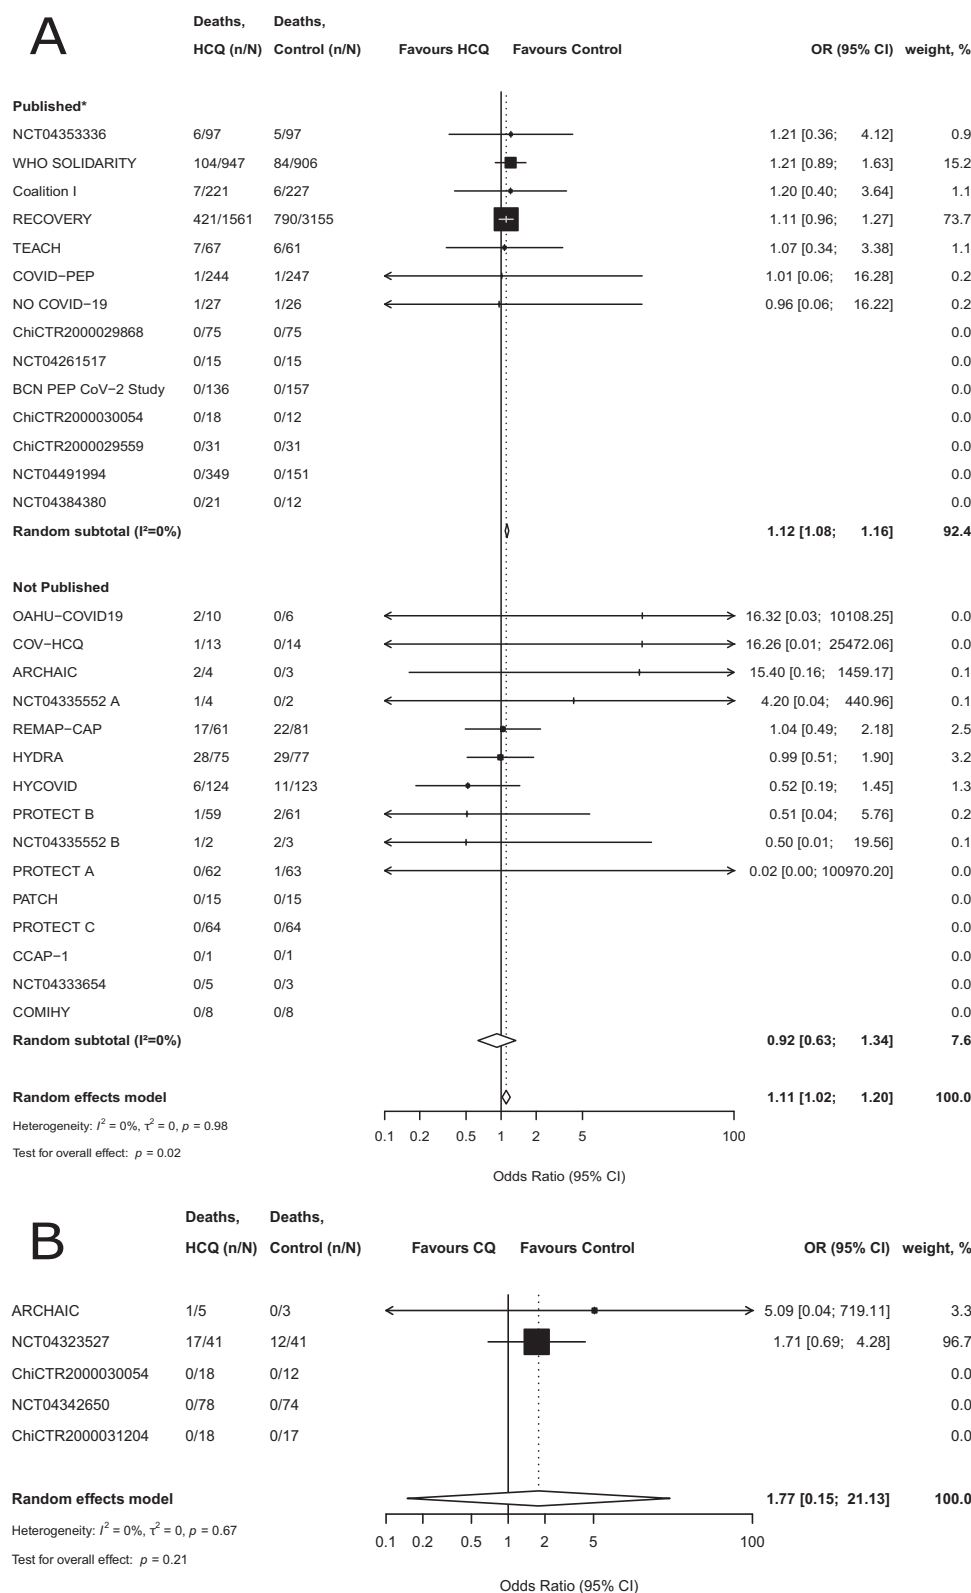 A
Deaths, Deaths,
HCQ (n/N) Control (n/N) Favours HCQ Favours Control OR (95% CI) weight, %
Published*
NCT04353336 6/97 5/97 1.21 [0.36; 4.12] 0.9
WHO SOLIDARITY 104/947 84/906 1.21 [0.89; 1.63] 15.2
Coalition I 7/221 6/227 1.20 [0.40; 3.64] 1.1
RECOVERY 421/1561 790/3155 1.11 [0.96; 1.27] 73.7
TEACH 7/67 6/61 1.07 [0.34; 3.38] 1.1
COVID−PEP 1/244 1/247 1.01 [0.06; 16.28] 0.2
NO COVID−19 1/27 1/26 0.96 [0.06; 16.22] 0.2
ChiCTR2000029868 0/75 0/75 0.0
NCT04261517 0/15 0/15 0.0
BCN PEP CoV−2 Study 0/136 0/157 0.0
ChiCTR2000030054 0/18 0/12 0.0
ChiCTR2000029559 0/31 0/31 0.0
NCT04491994 0/349 0/151 0.0
NCT04384380 0/21 0/12 0.0
Random subtotal (I²=0%) 1.12 [1.08; 1.16] 92.4
Not Published
OAHU−COVID19 2/10 0/6 16.32 [0.03; 10108.25] 0.0
COV−HCQ 1/13 0/14 16.26 [0.01; 25472.06] 0.0
ARCHAIC 2/4 0/3 15.40 [0.16; 1459.17] 0.1
NCT04335552 A 1/4 0/2 4.20 [0.04; 440.96] 0.1
REMAP−CAP 17/61 22/81 1.04 [0.49; 2.18] 2.5
HYDRA 28/75 29/77 0.99 [0.51; 1.90] 3.2
HYCOVID 6/124 11/123 0.52 [0.19; 1.45] 1.3
PROTECT B 1/59 2/61 0.51 [0.04; 5.76] 0.2
NCT04335552 B 1/2 2/3 0.50 [0.01; 19.56] 0.1
PROTECT A 0/62 1/63 0.02 [0.00; 100970.20] 0.0
PATCH 0/15 0/15 0.0
PROTECT C 0/64 0/64 0.0
CCAP−1 0/1 0/1 0.0
NCT04333654 0/5 0/3 0.0
COMIHY 0/8 0/8 0.0
Random subtotal (I²=0%) 0.92 [0.63; 1.34] 7.6
Random effects model 1.11 [1.02; 1.20] 100.0
Heterogeneity: I² = 0%, τ² = 0, p = 0.98
0.1 0.2 0.5 1 2 5 100
Test for overall effect: p = 0.02
Odds Ratio (95% CI)
B
Deaths, Deaths,
HCQ (n/N) Control (n/N) Favours CQ Favours Control OR (95% CI) weight, %
ARCHAIC 1/5 0/3 5.09 [0.04; 719.11] 3.3
NCT04323527 17/41 12/41 1.71 [0.69; 4.28] 96.7
ChiCTR2000030054 0/18 0/12 0.0
NCT04342650 0/78 0/74 0.0
ChiCTR2000031204 0/18 0/17 0.0
Random effects model 1.77 [0.15; 21.13] 100.0
Heterogeneity: I² = 0%, τ² = 0, p = 0.67
0.1 0.2 0.5 1 2 5 100
Test for overall effect: p = 0.21
Odds Ratio (95% CI)